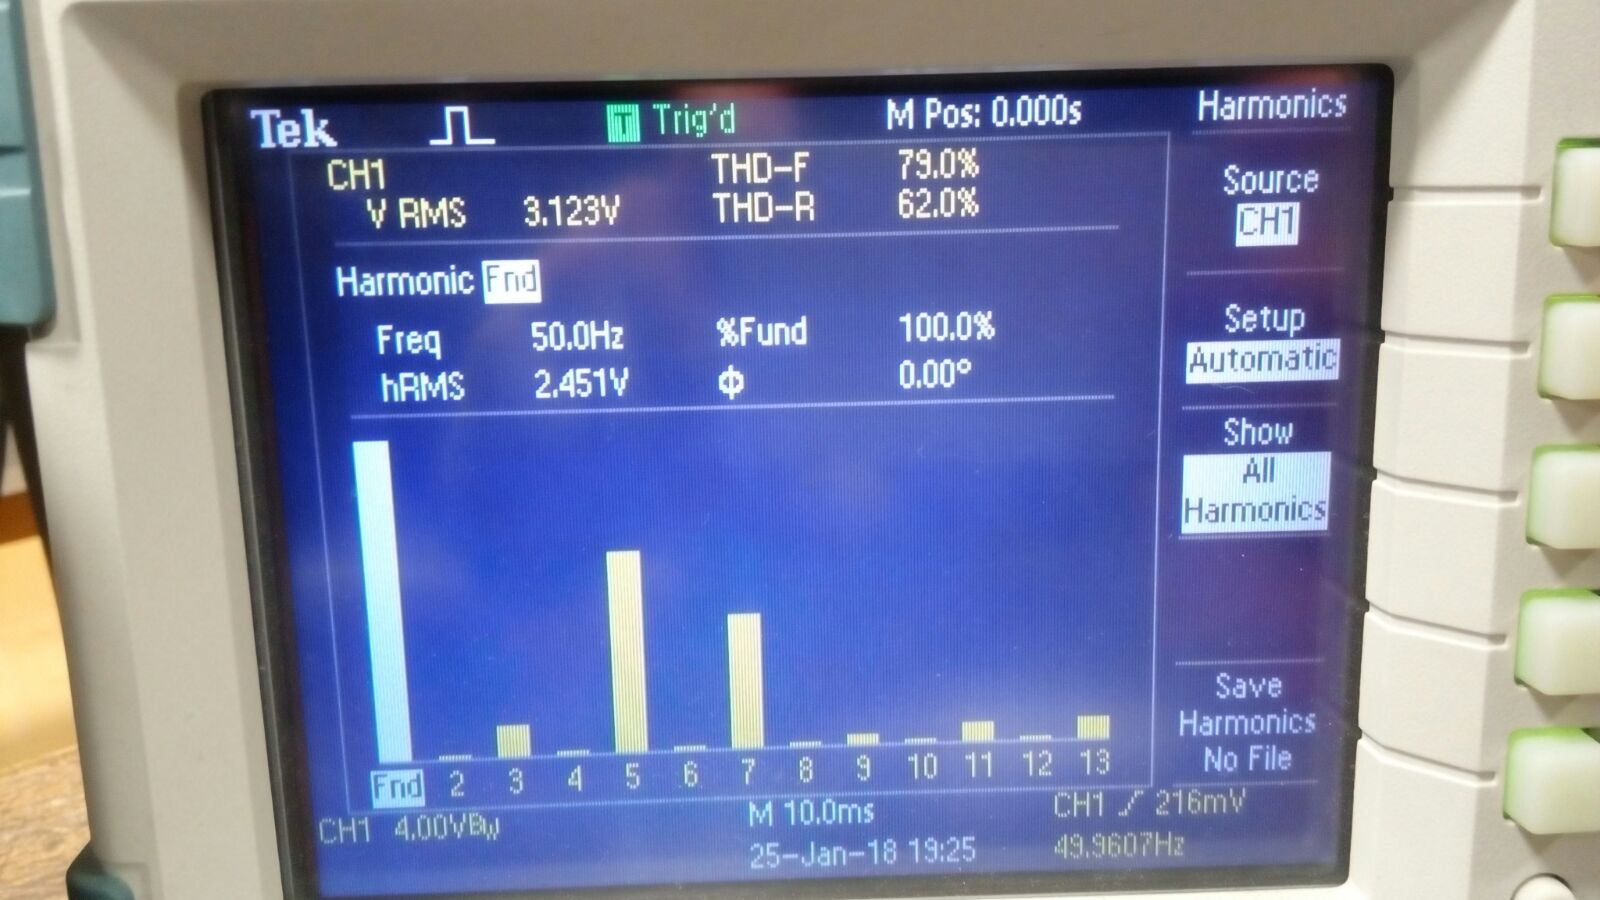 Tek T Trig'd M Pos: 0.000s Harmonics
CH1 THD-F 79.0%
V RMS 3.123V THD-R 62.0%
Source
CH1
Harmonic Fnd
Freq 50.0Hz %Fund 100.0%
hRMS 2.451V Φ 0.00°
Setup
Automatic
Show
All
Harmonics
Save
Harmonics
No File
Fnd 2 3 4 5 6 7 8 9 10 11 12 13
CH1 4.00VBw M 10.0ms CH1 216mV
25-Jan-18 19:25 49.9607Hz